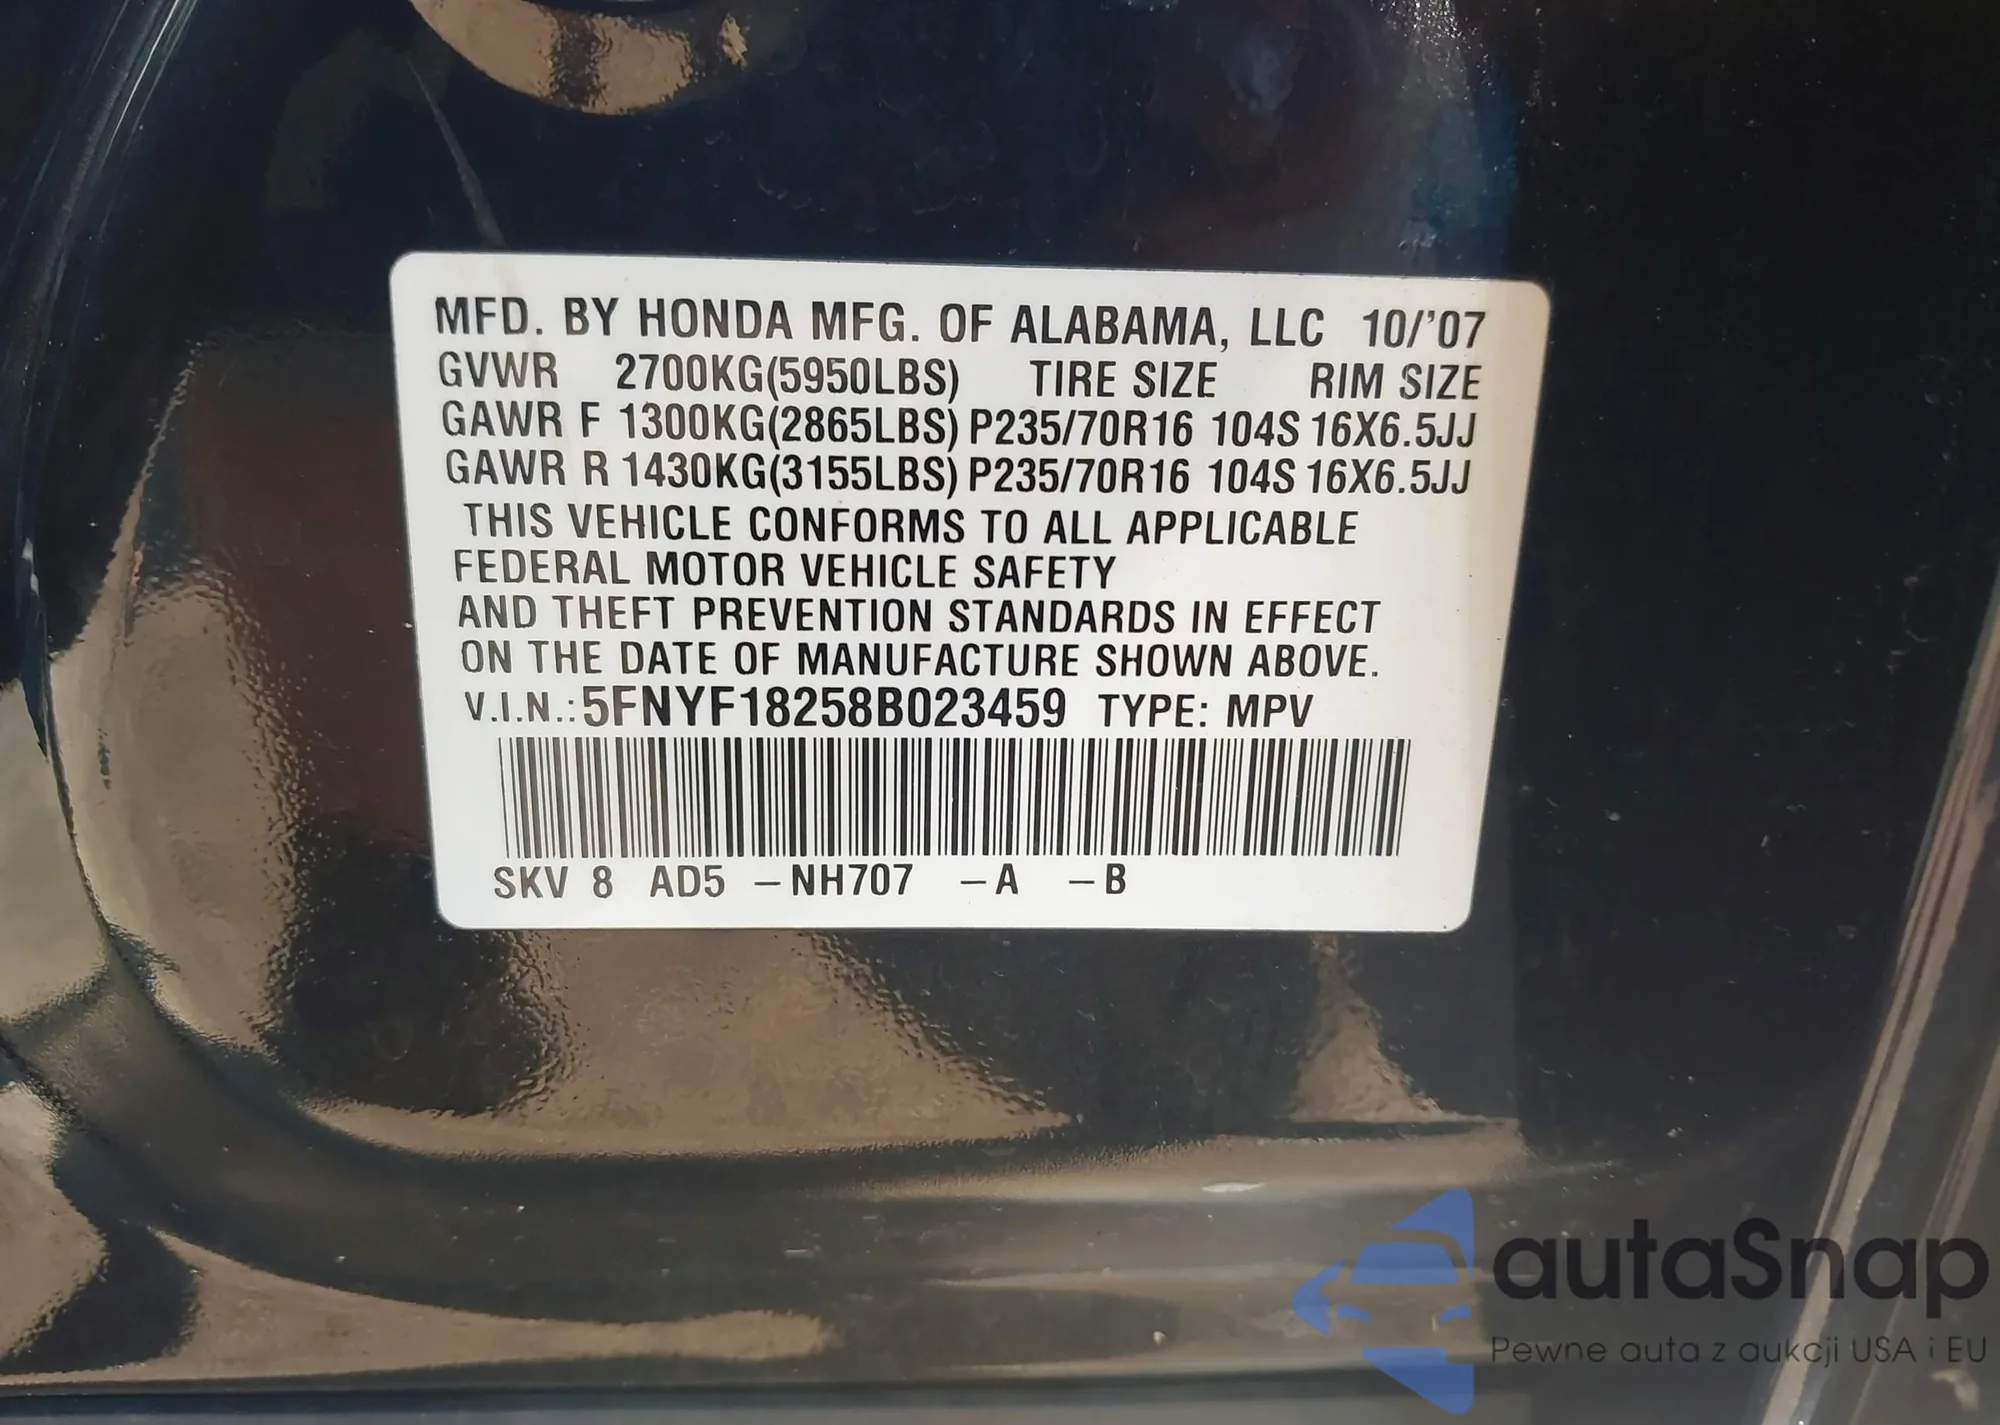 MFD. BY HONDA MFG. OF ALABAMA, LLC 10/'07
GVWR 2700KG(5950LBS) TIRE SIZE RIM SIZE
GAWR F 1300KG(2865LBS) P235/70R16 104S 16X6.5JJ
GAWR R 1430KG(3155LBS) P235/70R16 104S 16X6.5JJ
THIS VEHICLE CONFORMS TO ALL APPLICABLE
FEDERAL MOTOR VEHICLE SAFETY
AND THEFT PREVENTION STANDARDS IN EFFECT
ON THE DATE OF MANUFACTURE SHOWN ABOVE.
V.I.N.: 5FNYF18258B023459 TYPE: MPV
SKV 8 AD5 –NH707 –A –B
autaSnap
Pewne auta z aukcji USA i EU